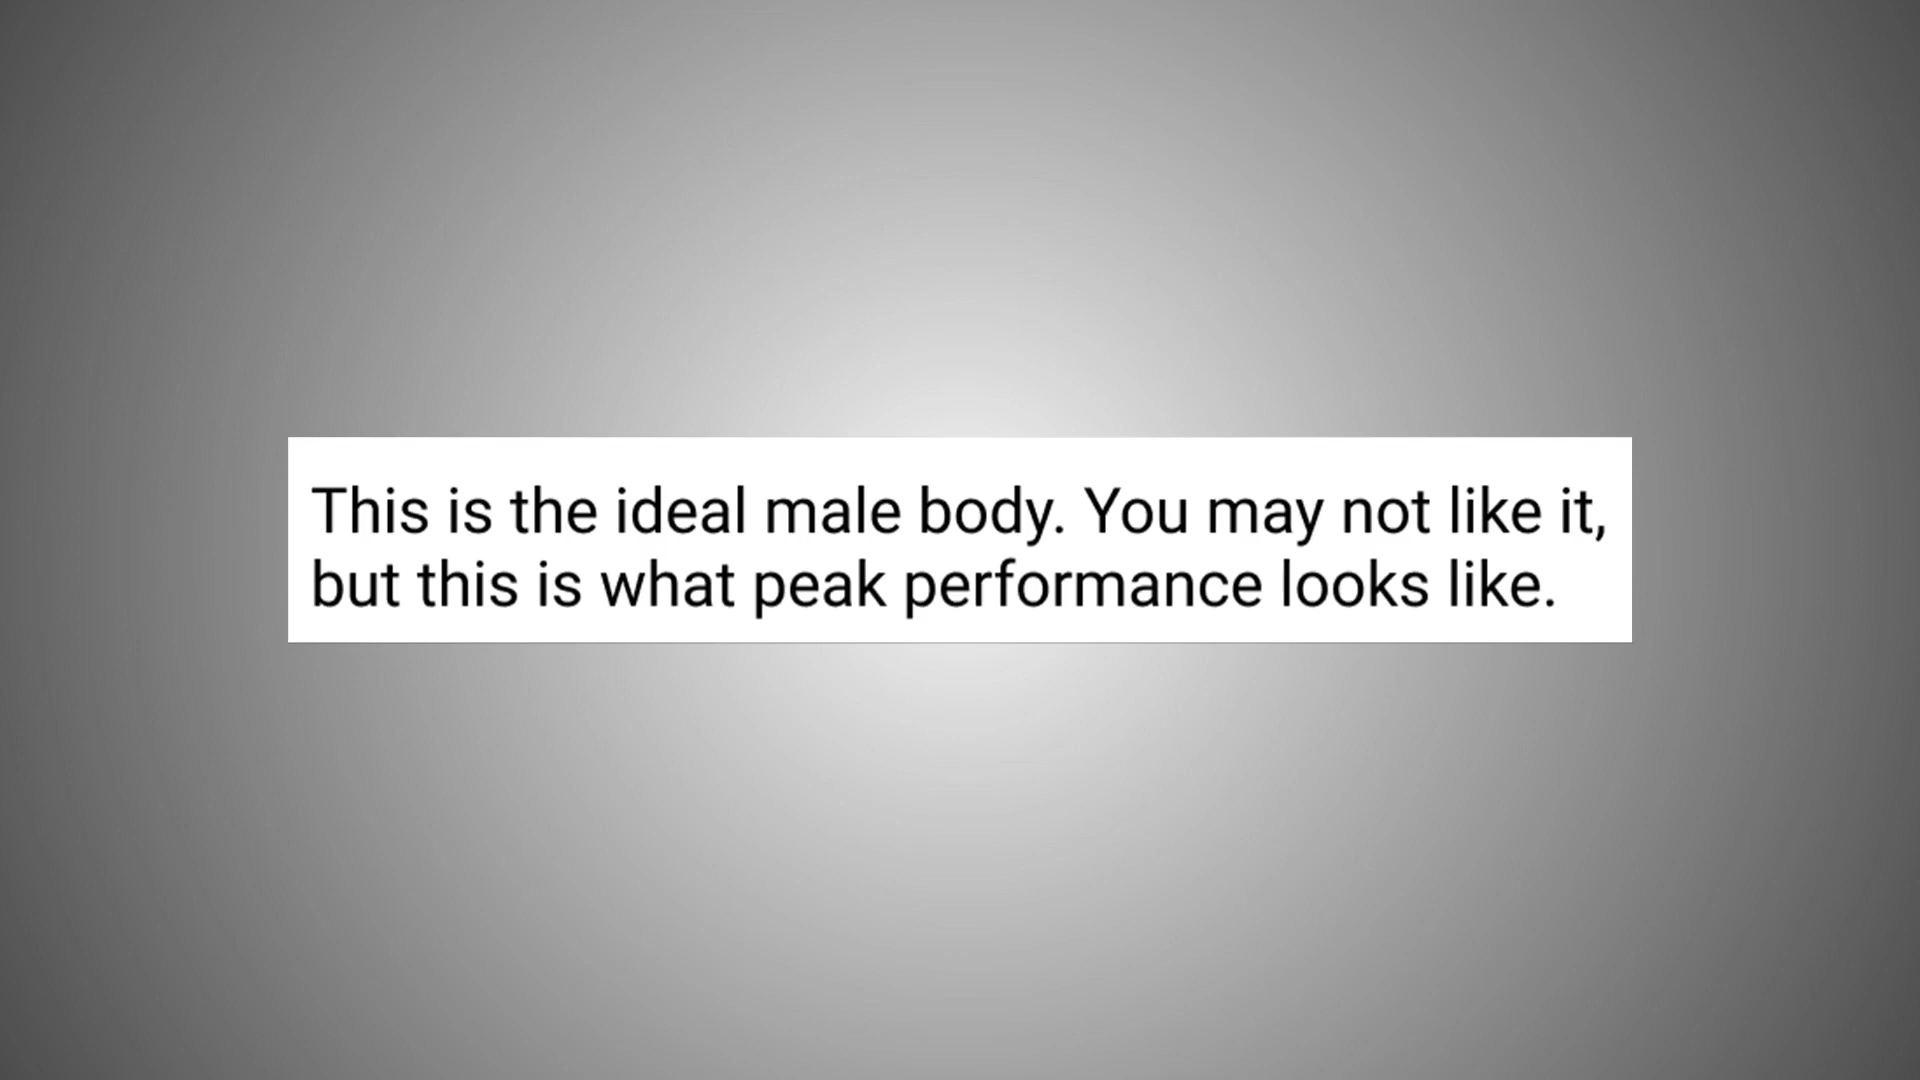 This is the ideal male body. You may not like it,
but this is what peak performance looks like.